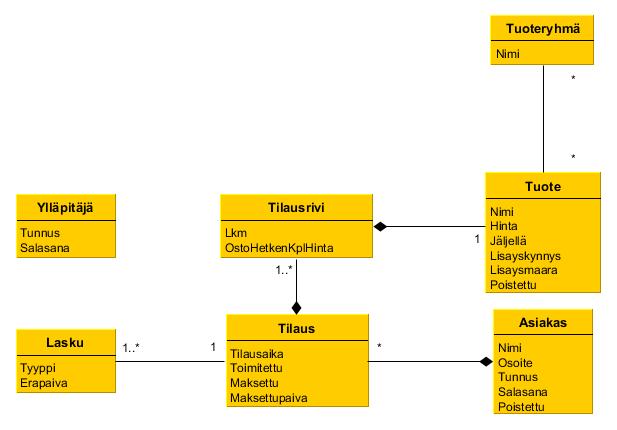 Tuoteryhmä
Nimi
*
*
Tuote
Nimi
Hinta
Jäljellä
Lisayskynnys
Lisaysmaara
Poistettu
Ylläpitäjä
Tunnus
Salasana
Tilausrivi
Lkm
OstoHetkenKplHinta
1
1..*
Tilaus
Tilausaika
Toimitettu
Maksettu
Maksettupaiva
Lasku
Tyyppi
Erapaiva
1..*
1
*
Asiakas
Nimi
Osoite
Tunnus
Salasana
Poistettu